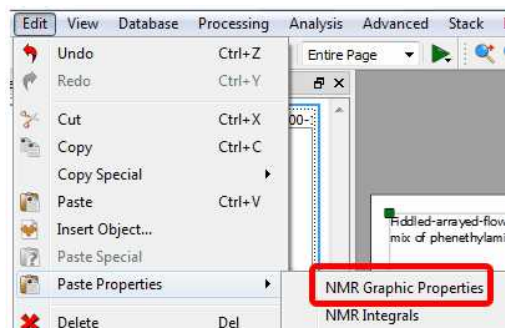 Edit View Database Processing Analysis Advanced Stack
Undo Ctrl+Z
Entire Page
Redo Ctrl+Y
Cut Ctrl+X
00-
Copy Ctrl+C
Copy Special
Paste Ctrl+V
Insert Object...
Fiddled-arrayed-flow
mix of phenethylami
Paste Special
Paste Properties
NMR Graphic Properties
Delete Del
NMR Integrals